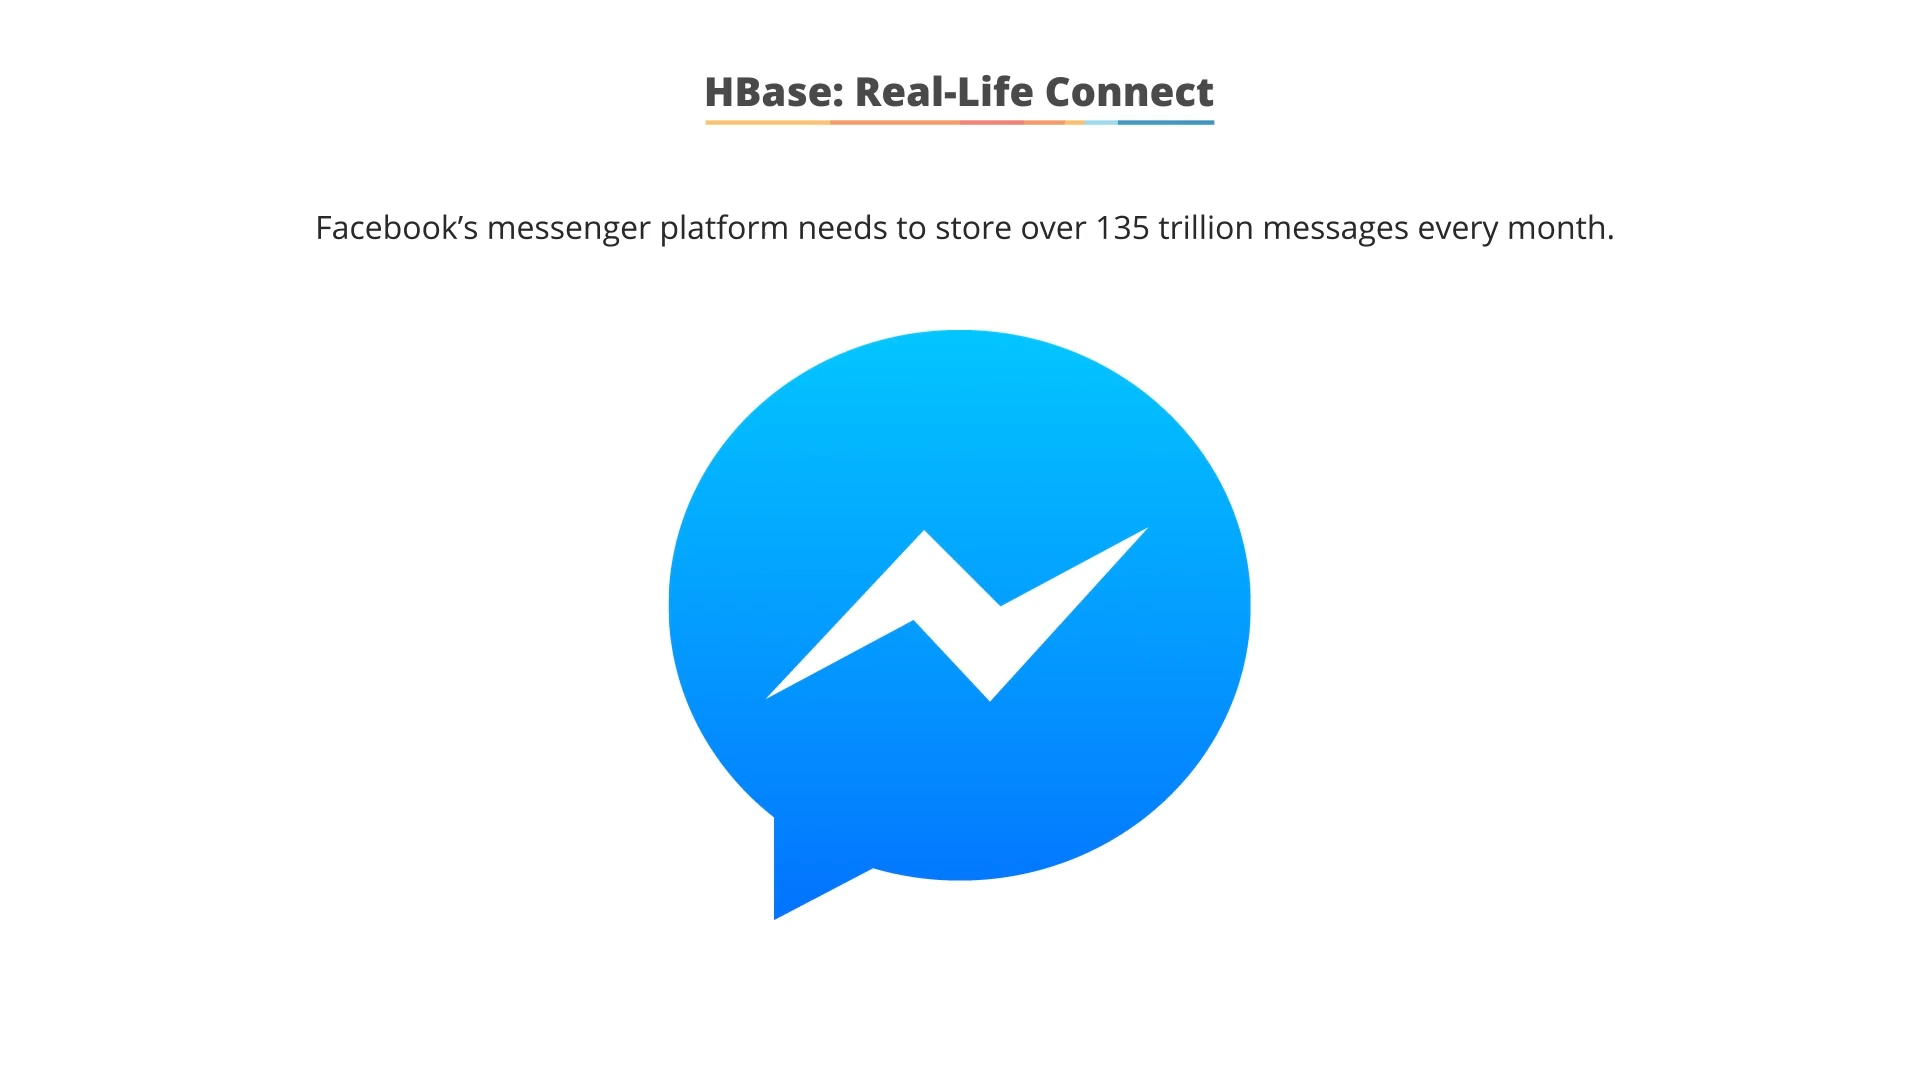 HBase: Real-Life Connect
Facebook’s messenger platform needs to store over 135 trillion messages every month.